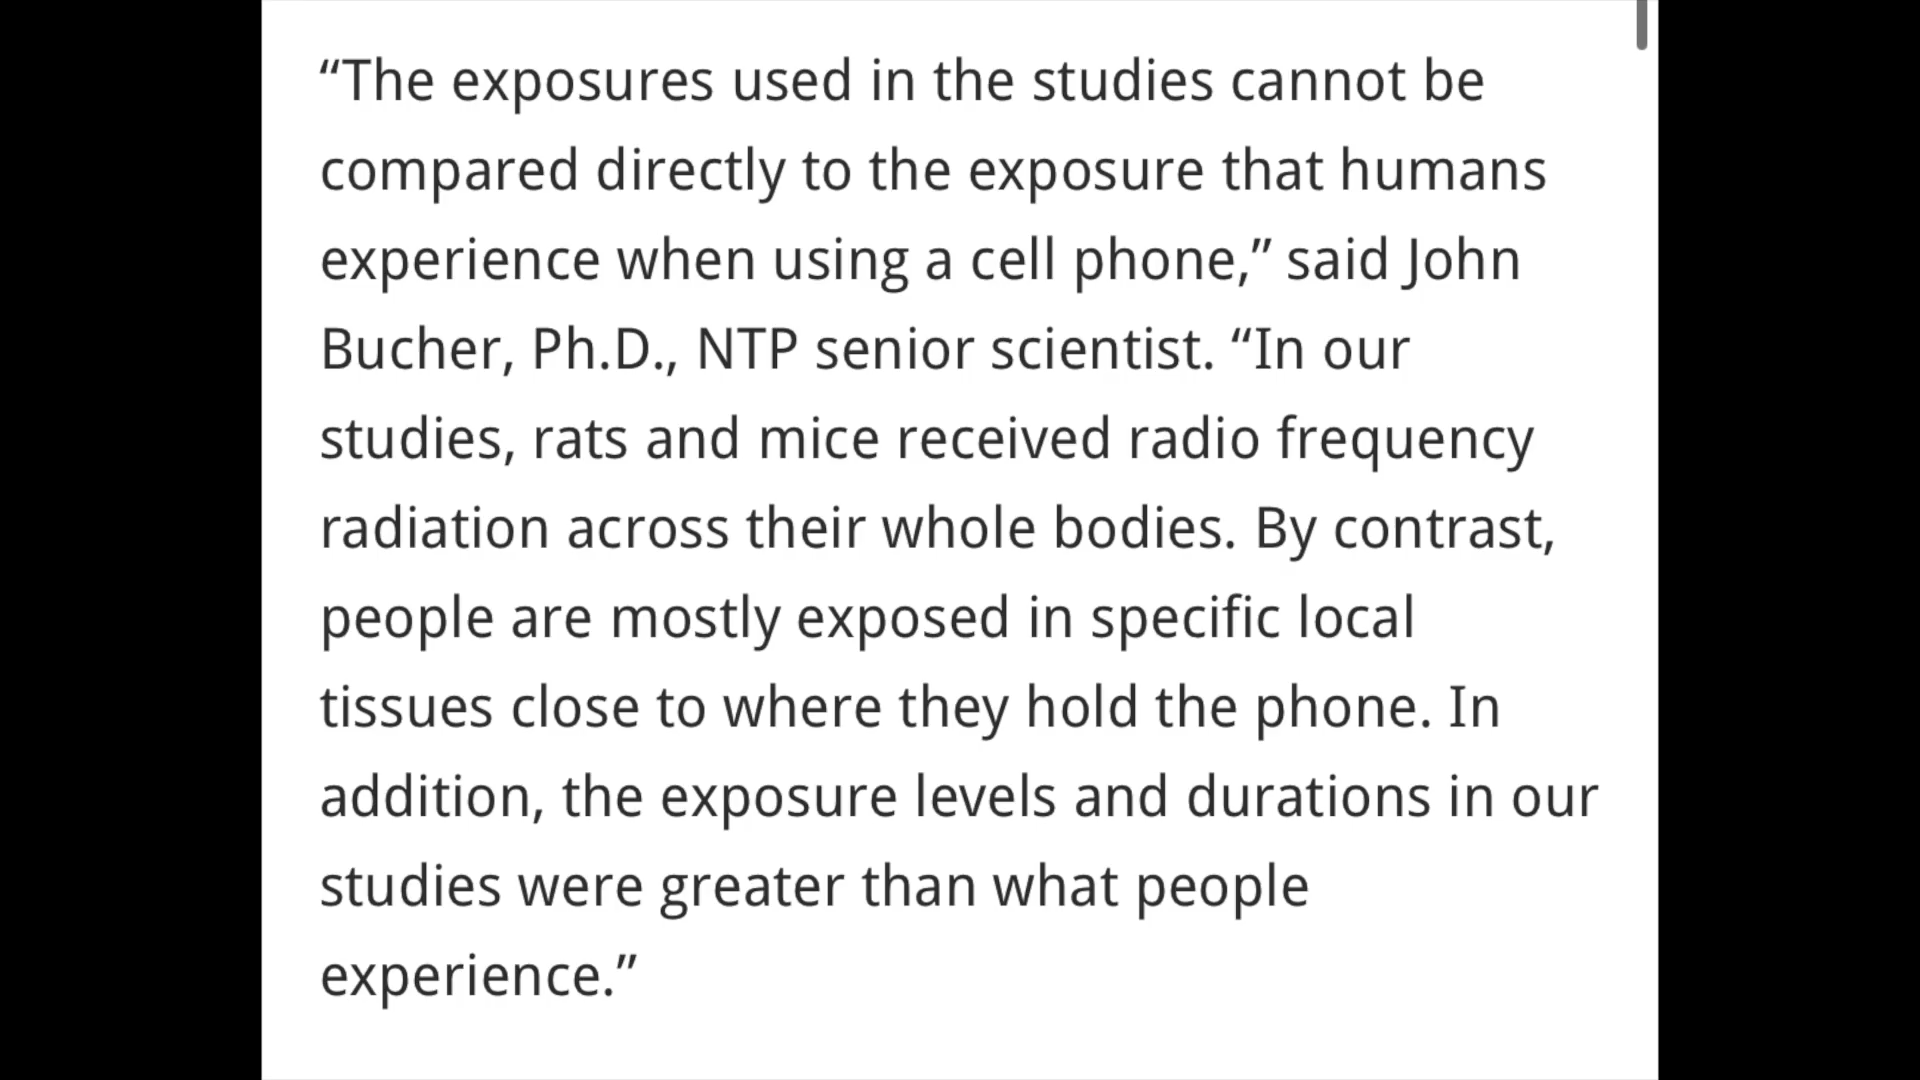 “The exposures used in the studies cannot be
compared directly to the exposure that humans
experience when using a cell phone,” said John
Bucher, Ph.D., NTP senior scientist. “In our
studies, rats and mice received radio frequency
radiation across their whole bodies. By contrast,
people are mostly exposed in specific local
tissues close to where they hold the phone. In
addition, the exposure levels and durations in our
studies were greater than what people
experience.”